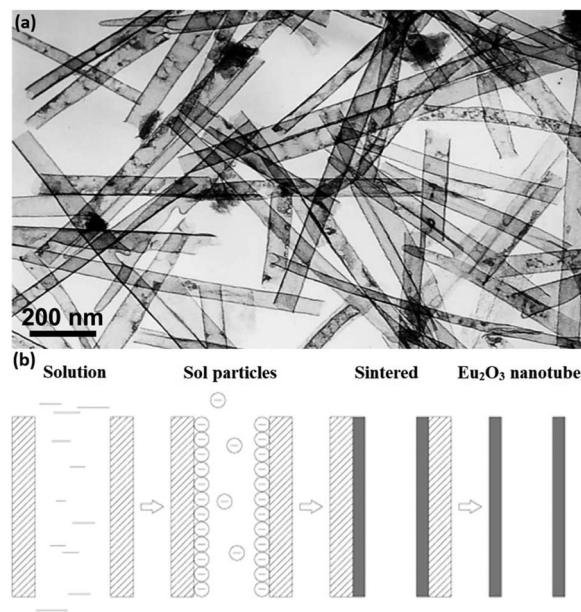 (a)
200 nm
(b)
Solution Sol particles Sintered Eu₂O₃ nanotube